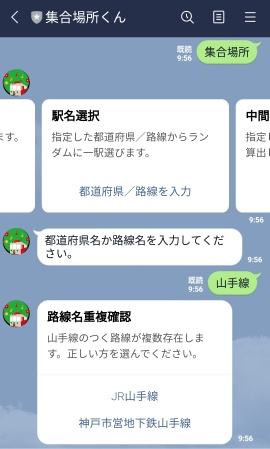 集合場所くん
既読
9:56
集合場所
駅名選択
指定した都道府県／路線からラン
ダムに一駅選びます。
都道府県／路線を入力
ます。
中間
指定し
算出し
9:56
都道府県名か路線名を入力してくだ
さい。
9:56
既読
9:56
山手線
路線名重複確認
山手線のつく路線が複数存在しま
す。正しい方を選んでください。
JR山手線
神戸市営地下鉄山手線
9:56